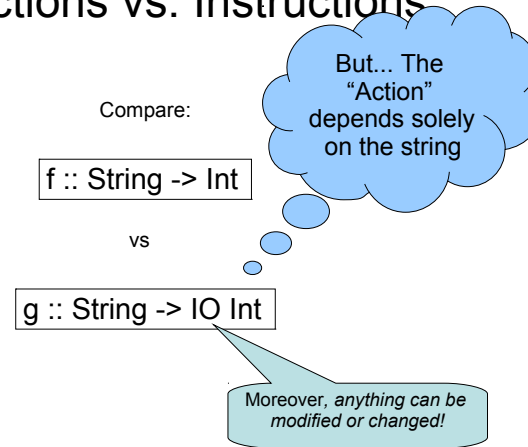 ctions vs. Instructions
But... The
“Action”
depends solely
on the string
Compare:
f :: String -> Int
vs
g :: String -> IO Int
Moreover, anything can be
modified or changed!